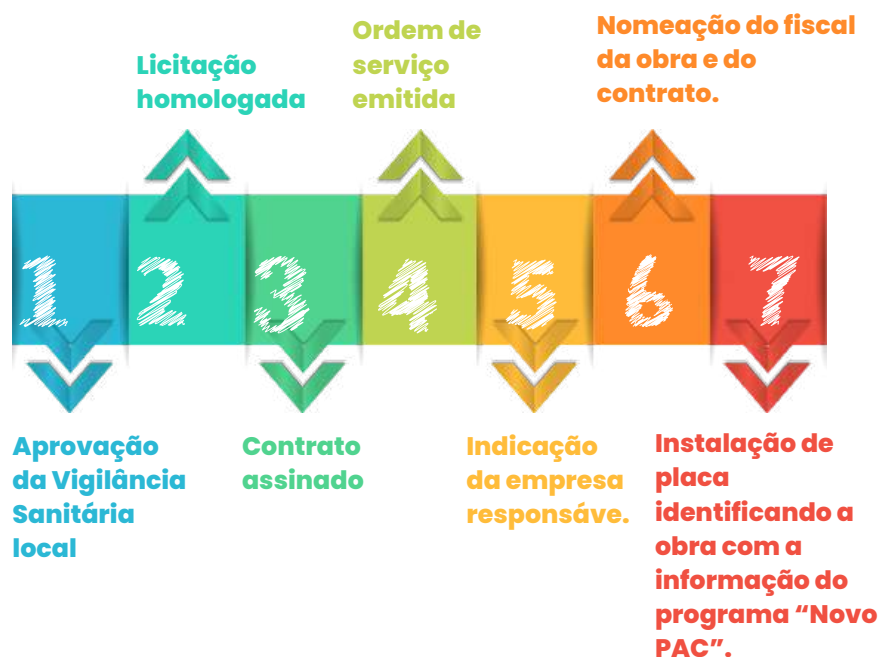 Licitação
homologada
Ordem de
serviço
emitida
Nomeação do fiscal
da obra e do
contrato.
1 2 3 4 5 6 7
Aprovação
da Vigilância
Sanitária
local
Contrato
assinado
Indicação
da empresa
responsáve.
Instalação de
placa
identificando a
obra com a
informação do
programa “Novo
PAC”.